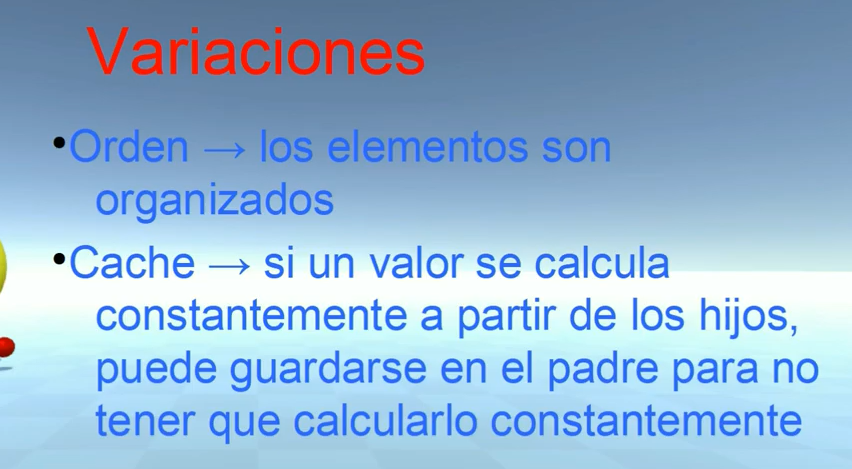 Variaciones
•Orden → los elementos son
organizados
•Cache → si un valor se calcula
constantemente a partir de los hijos,
puede guardarse en el padre para no
tener que calcularlo constantemente